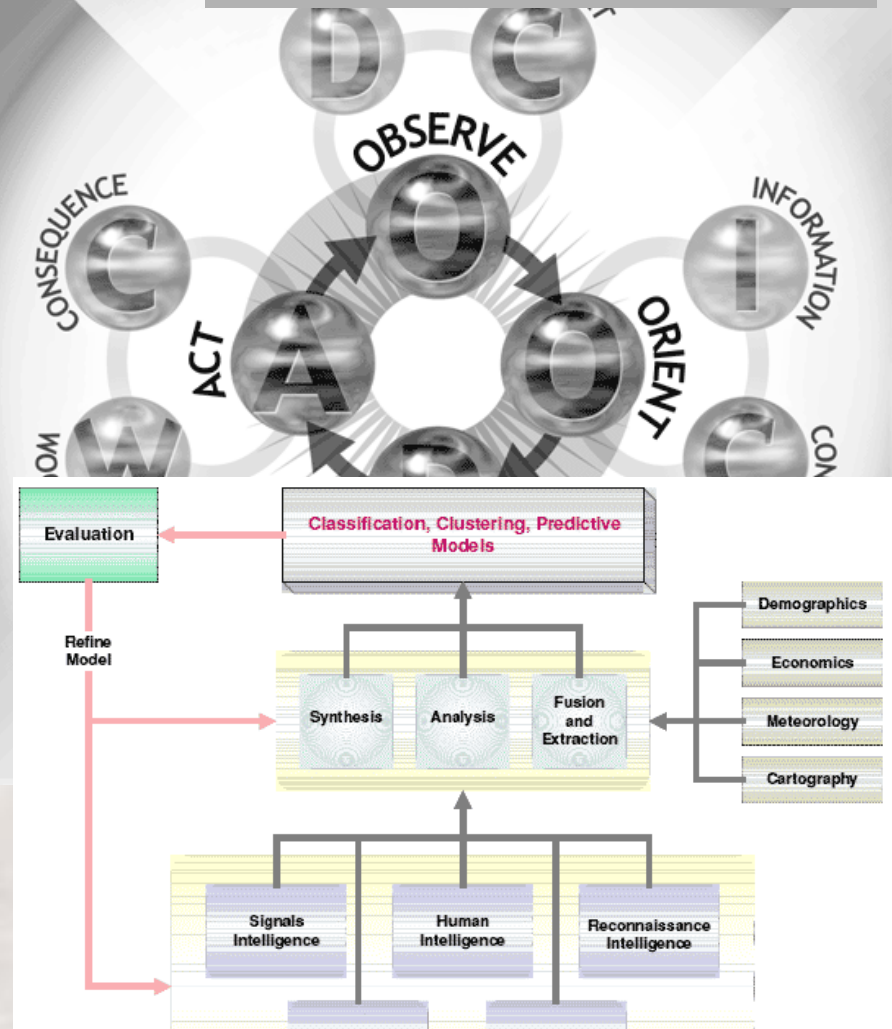 D
C
OBSERVE
O
CONSEQUENCE
C
INFORMATION
I
ACT
A
O
ORIENT
W
C
Evaluation
Classification, Clustering, Predictive
Models
Refine
Model
Demographics
Economics
Meteorology
Cartography
Synthesis
Analysis
Fusion
and
Extraction
Signals
Intelligence
Human
Intelligence
Reconnaissance
Intelligence